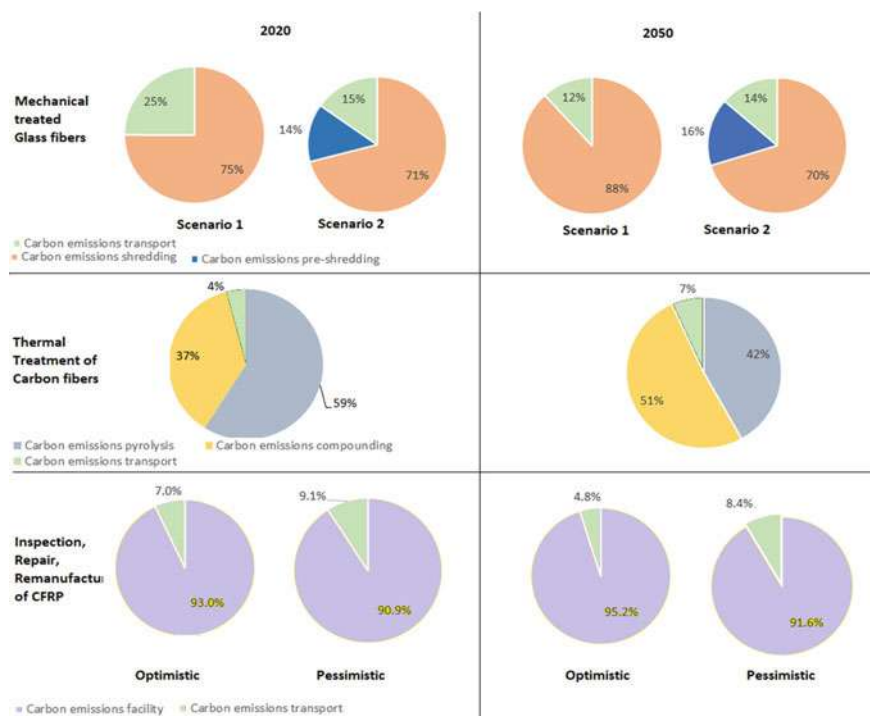 2020
2050
Mechanical
treated
Glass fibers
25%
75%
15%
14%
71%
12%
88%
14%
16%
70%
Scenario 1
Scenario 2
Scenario 1
Scenario 2
Carbon emissions transport
Carbon emissions shredding
Carbon emissions pre-shredding
Thermal
Treatment of
Carbon fibers
4%
37%
59%
7%
42%
51%
Carbon emissions pyrolysis
Carbon emissions compounding
Carbon emissions transport
Inspection,
Repair,
Remanufactu
of CFRP
7.0%
93.0%
9.1%
90.9%
4.8%
95.2%
8.4%
91.6%
Optimistic
Pessimistic
Optimistic
Pessimistic
Carbon emissions facility
Carbon emissions transport